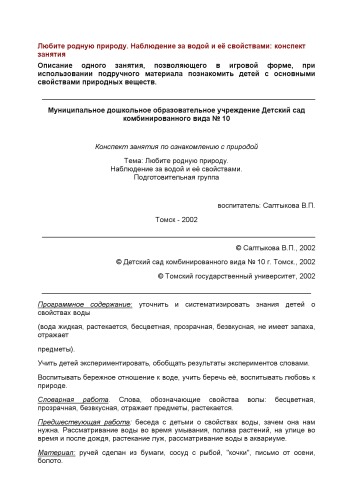 Любите родную природу. Наблюдение за водой и её свойствами: конспект
занятия
Описание одного занятия, позволяющего в игровой форме, при
использовании подручного материала познакомить детей с основными
свойствами природных веществ.
Муниципальное дошкольное образовательное учреждение Детский сад
комбинированного вида № 10
Конспект занятия по ознакомлению с природой
Тема: Любите родную природу.
Наблюдение за водой и её свойствами.
Подготовительная группа
воспитатель: Салтыкова В.П.
Томск - 2002
© Салтыкова В.П., 2002
© Детский сад комбинированного вида № 10 г. Томск., 2002
© Томский государственный университет, 2002
Программное содержание: уточнить и систематизировать знания детей о
свойствах воды
(вода жидкая, растекается, бесцветная, прозрачная, безвкусная, не имеет запаха,
отражает
предметы).
Учить детей экспериментировать, обобщать результаты экспериментов словами.
Воспитывать бережное отношение к воде, учить беречь её, воспитывать любовь к
природе.
Словарная работа. Слова, обозначающие свойства волы: бесцветная,
прозрачная, безвкусная, отражает предметы, растекается.
Предшествующая работа: беседа с детьми о свойствах воды, зачем она нам
нужна. Рассматривание воды во время умывания, полива растений, на улице во
время и после дождя, растекание луж, рассматривание воды в аквариуме.
Материал: ручей сделан из бумаги, сосуд с рыбой, "кочки", письмо от осени,
болото.